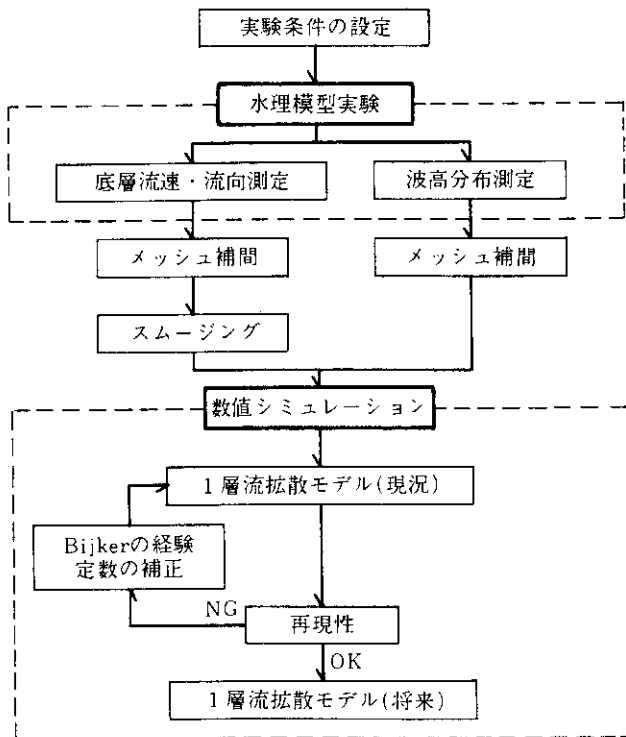 実験条件の設定
水理模型実験
底層流速・流向測定
波高分布測定
メッシュ補間
メッシュ補間
スムージング
数値シミュレーション
1層流拡散モデル(現況)
Bijkerの経験
定数の補正
NG
再現性
OK
1層流拡散モデル(将来)